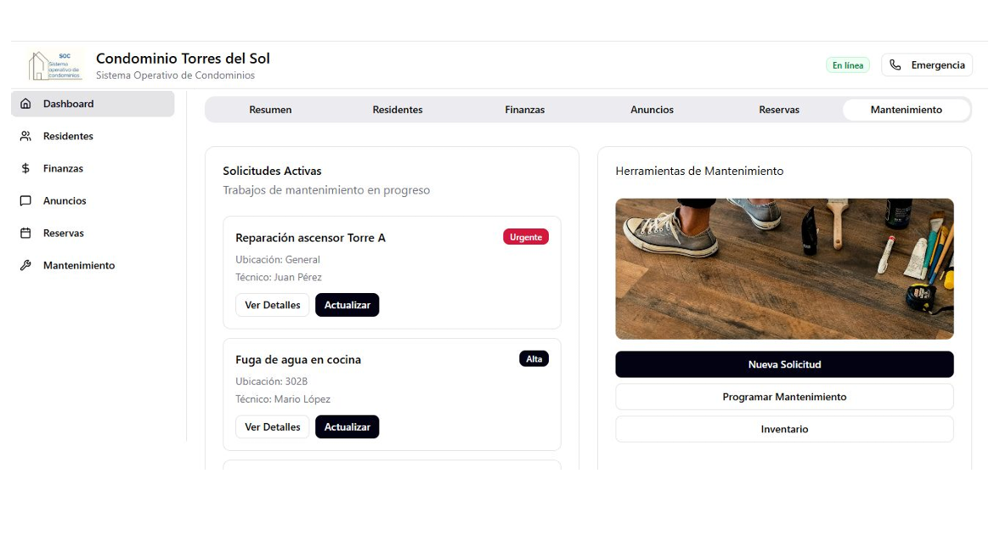 SOC
Sistema
operativo de
condominios
Condominio Torres del Sol
Sistema Operativo de Condominios
En línea
Emergencia
Dashboard
Residentes
Finanzas
Anuncios
Reservas
Mantenimiento
Resumen
Residentes
Finanzas
Anuncios
Reservas
Mantenimiento
Solicitudes Activas
Trabajos de mantenimiento en progreso
Reparación ascensor Torre A
Urgente
Ubicación: General
Técnico: Juan Pérez
Ver Detalles
Actualizar
Fuga de agua en cocina
Alta
Ubicación: 302B
Técnico: Mario López
Ver Detalles
Actualizar
Herramientas de Mantenimiento
Nueva Solicitud
Programar Mantenimiento
Inventario